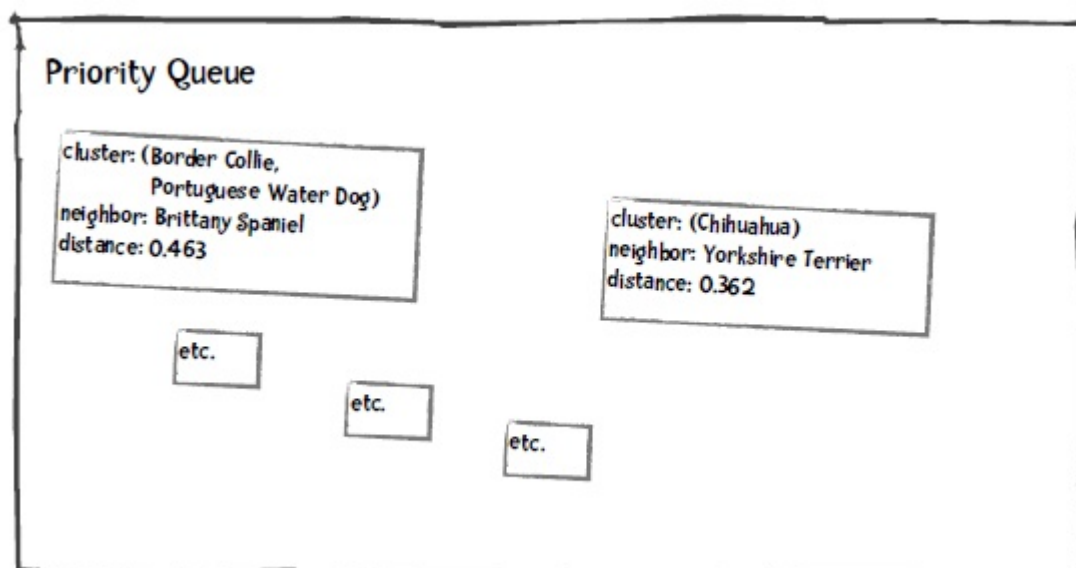 Priority Queue
cluster: (Border Collie,
Portuguese Water Dog)
neighbor: Brittany Spaniel
distance: 0.463
cluster: (Chihuahua)
neighbor: Yorkshire Terrier
distance: 0.362
etc.
etc.
etc.